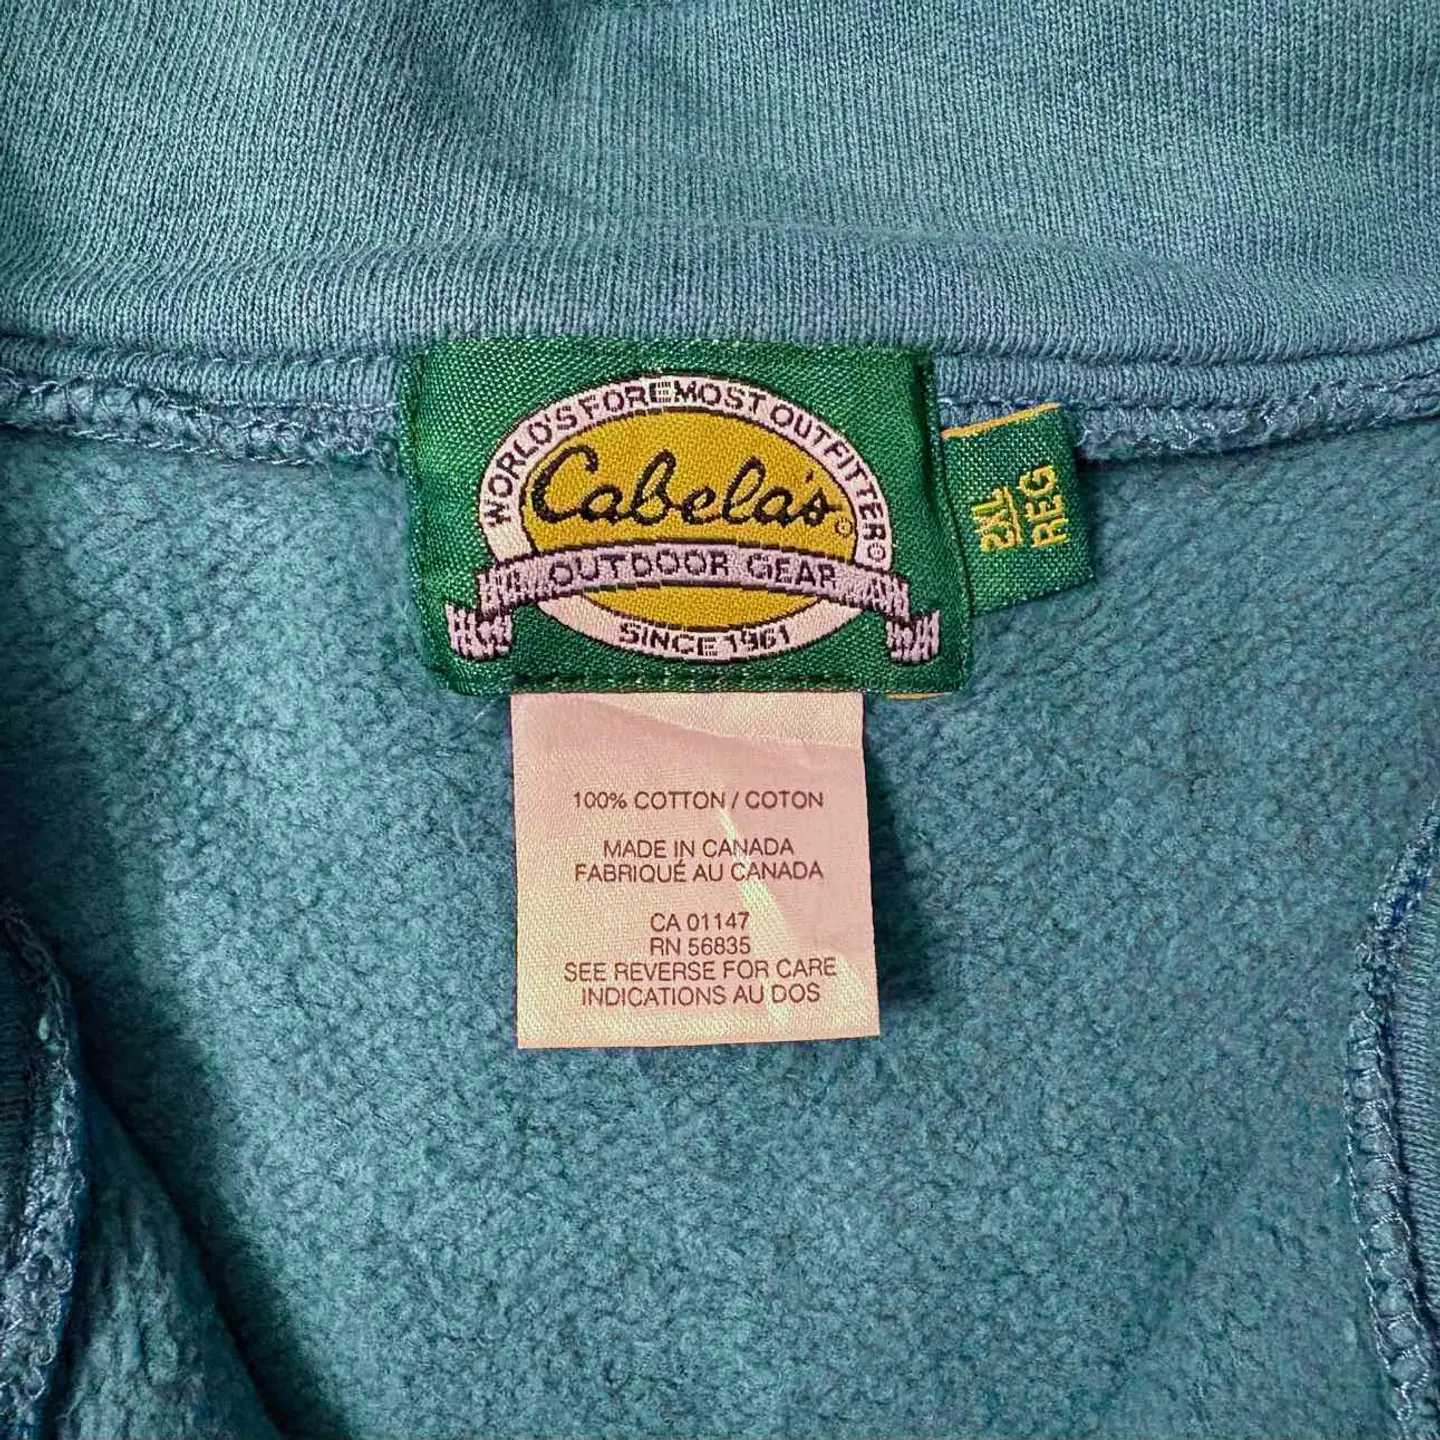 WORLD'S FOREMOST OUTFITTER®
Cabela's®
OUTDOOR GEAR
SINCE 1961
2XL
REG
100% COTTON / COTON
MADE IN CANADA
FABRIQUÉ AU CANADA
CA 01147
RN 56835
SEE REVERSE FOR CARE
INDICATIONS AU DOS